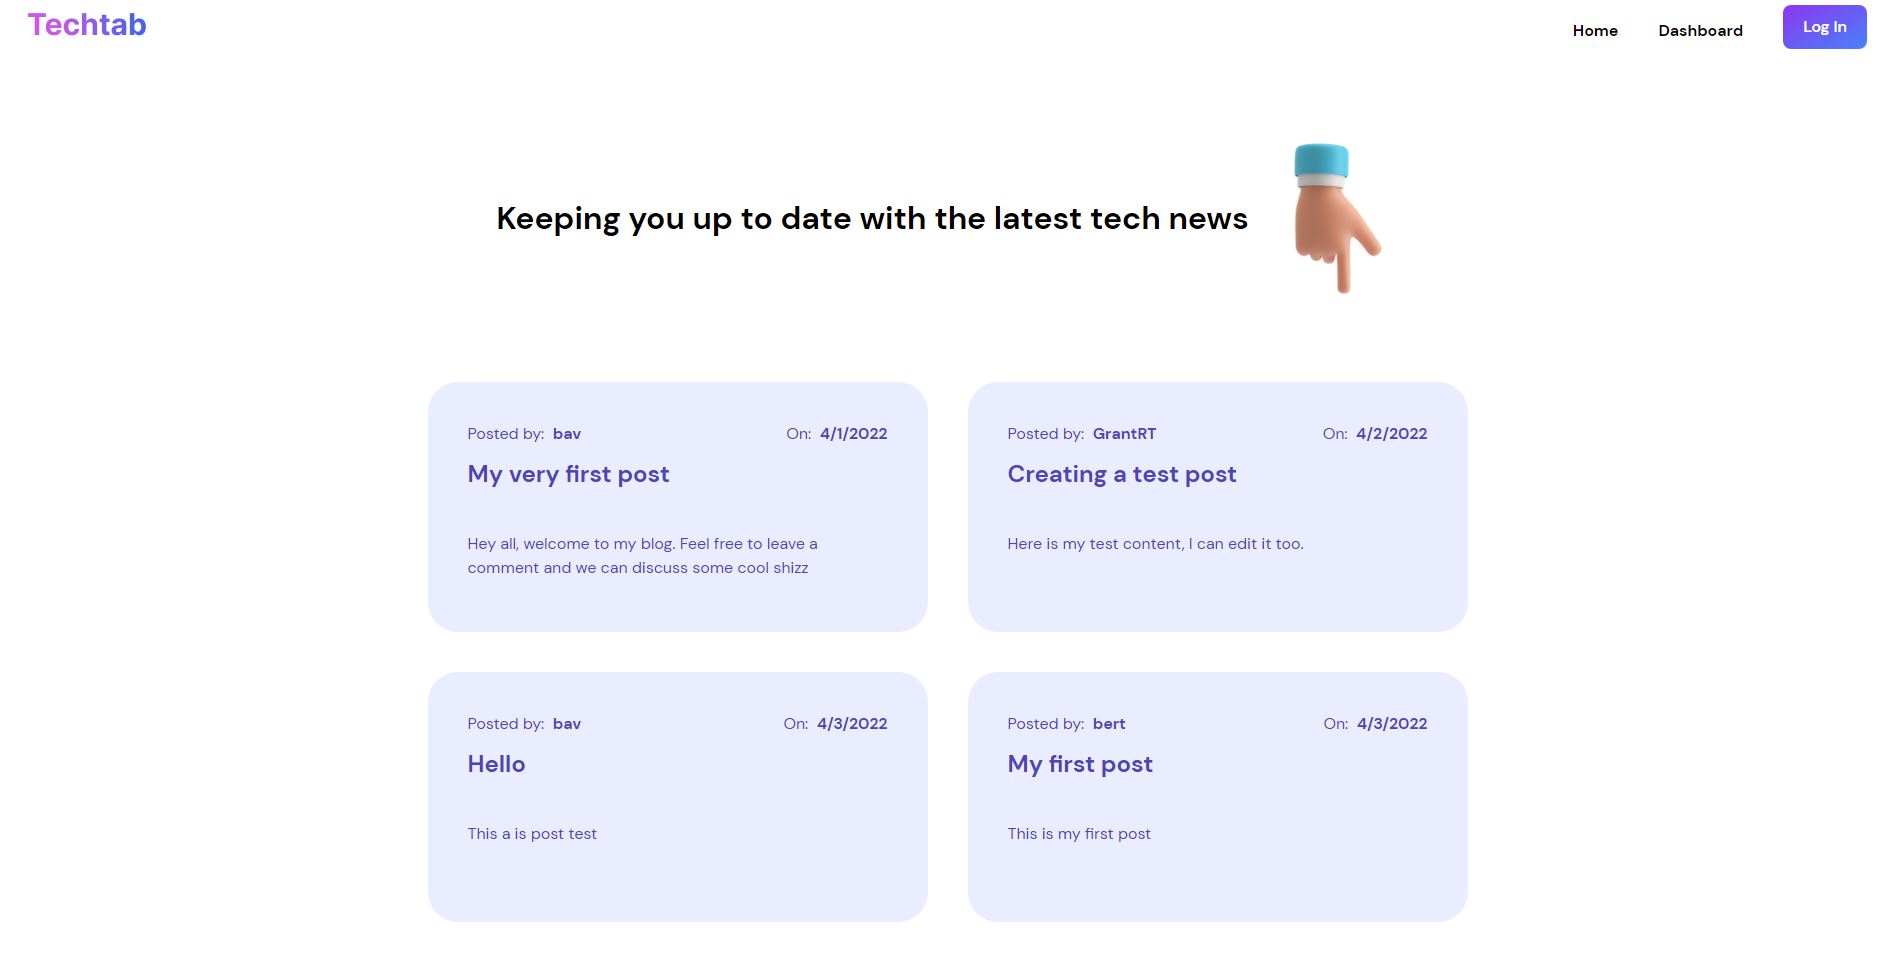 Techtab
Home Dashboard Log In
Keeping you up to date with the latest tech news
Posted by: bav On: 4/1/2022
My very first post
Hey all, welcome to my blog. Feel free to leave a
comment and we can discuss some cool shizz
Posted by: GrantRT On: 4/2/2022
Creating a test post
Here is my test content, I can edit it too.
Posted by: bav On: 4/3/2022
Hello
This a is post test
Posted by: bert On: 4/3/2022
My first post
This is my first post